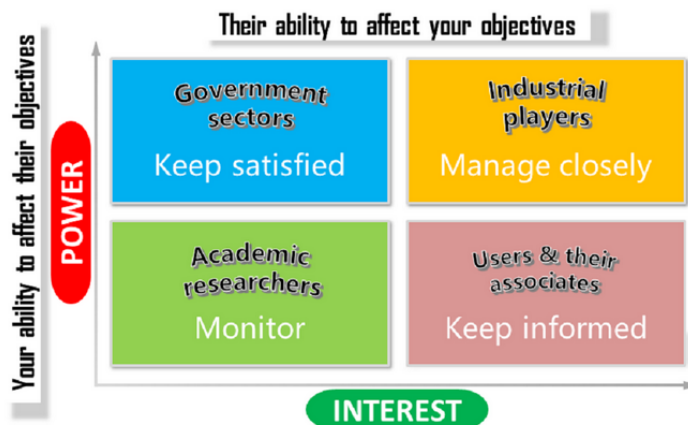 Their ability to affect your objectives
Your ability to affect their objectives
POWER
Government
sectors
Keep satisfied
Industrial
players
Manage closely
Academic
researchers
Monitor
Users & their
associates
Keep informed
INTEREST